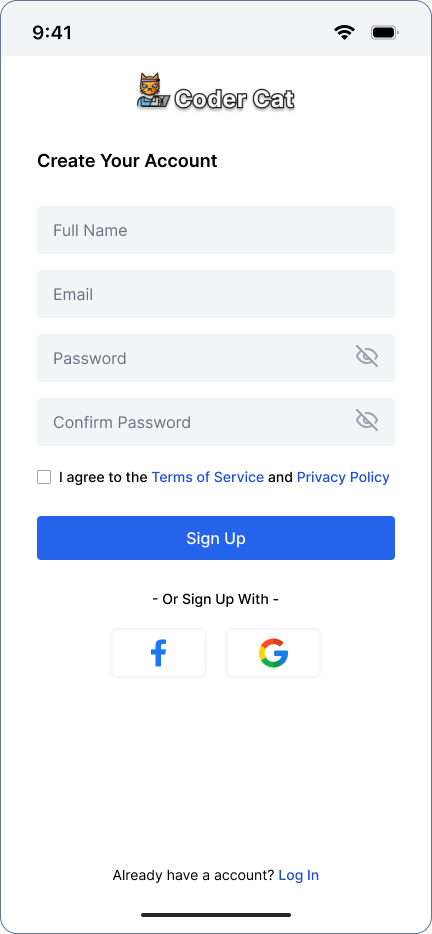 9:41
Coder Cat
Create Your Account
Full Name
Email
Password
Confirm Password
I agree to the Terms of Service and Privacy Policy
Sign Up
- Or Sign Up With -
Already have a account? Log In